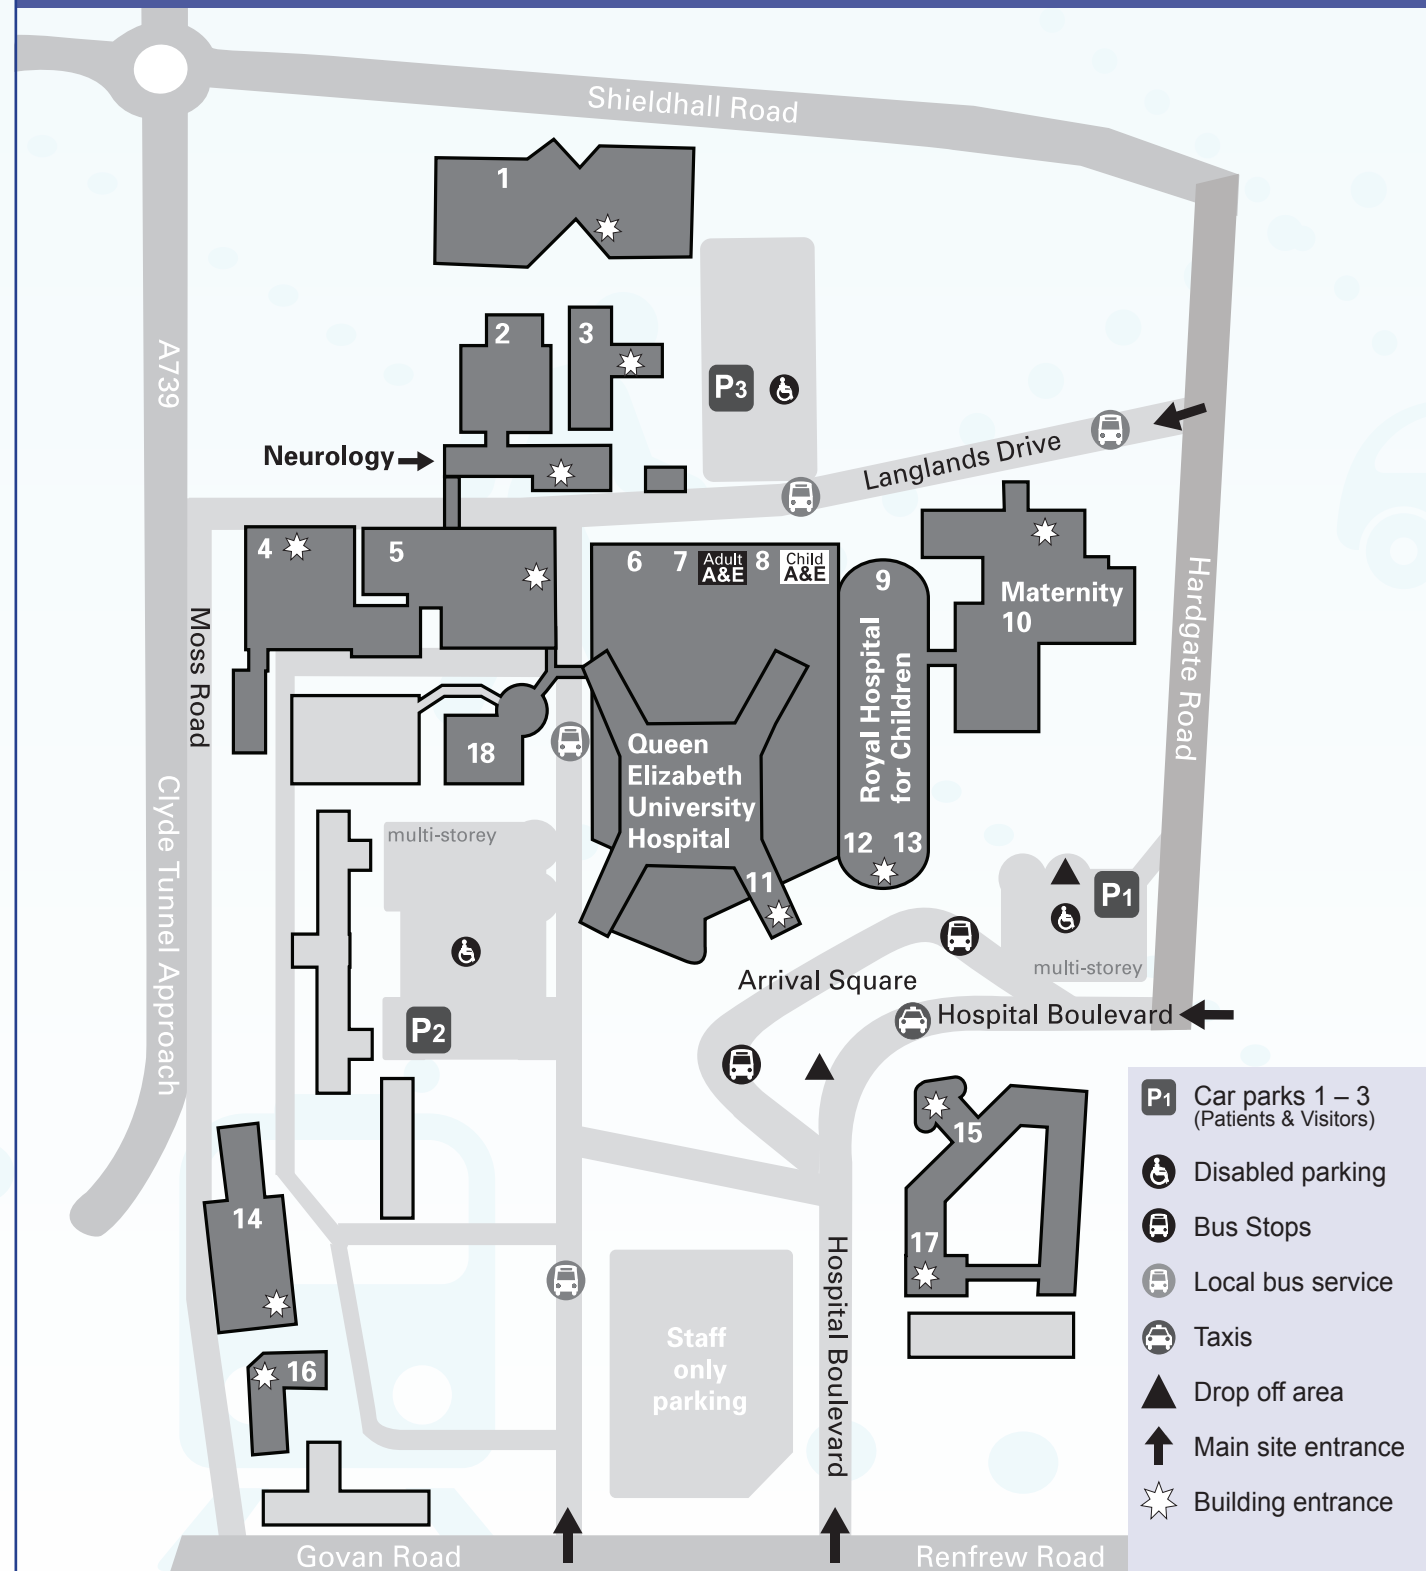 Shieldhall Road
1
A739
2
3
P3
Neurology
Langlands Drive
4
5
6
7
Adult
A&E
8
Child
A&E
9
Royal Hospital
for Children
Maternity
10
Hardgate Road
Moss Road
18
Queen
Elizabeth
University
Hospital
12
13
11
Clyde Tunnel Approach
multi-storey
P1
multi-storey
Arrival Square
Hospital Boulevard
P2
14
15
17
16
Staff
only
parking
Hospital Boulevard
Govan Road
Renfrew Road
P1
Car parks 1 – 3
(Patients & Visitors)
Disabled parking
Bus Stops
Local bus service
Taxis
Drop off area
Main site entrance
Building entrance